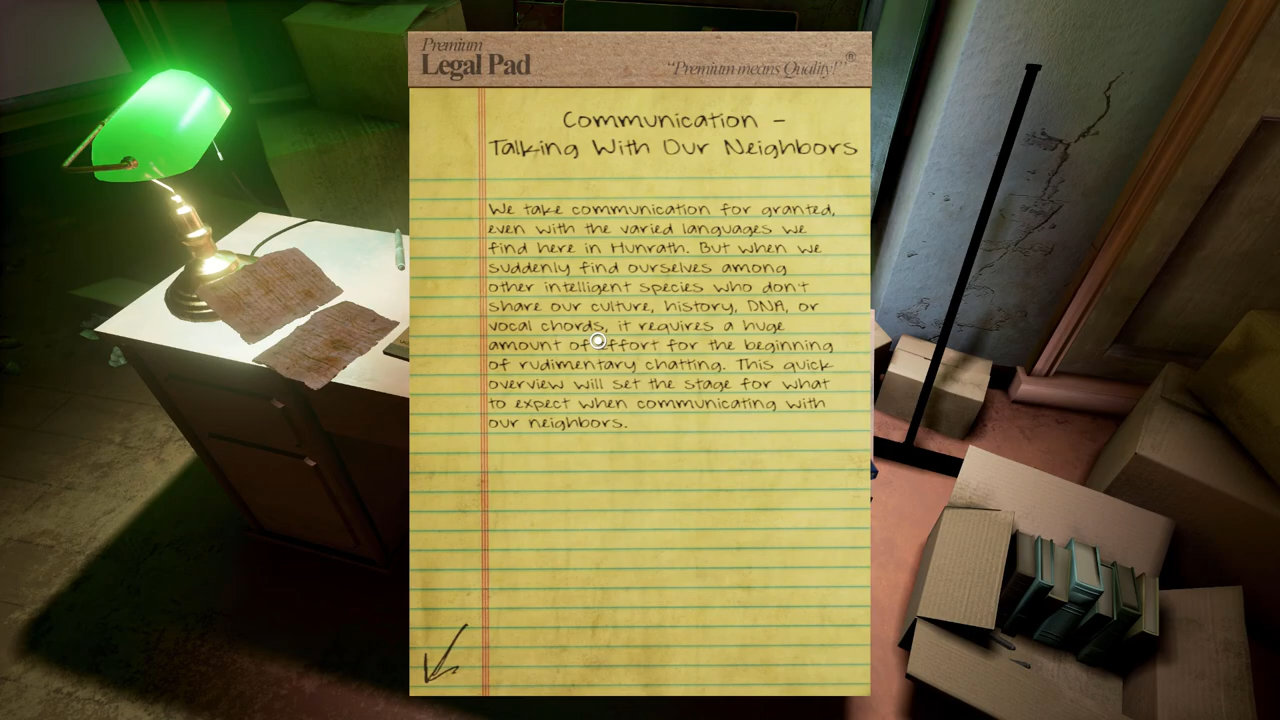 Premium
Legal Pad
"Premium means Quality!"®
Communication -
Talking With Our Neighbors
We take communication for granted,
even with the varied languages we
find here in Hunrath. But when we
suddenly find ourselves among
other intelligent species who don't
share our culture, history, DNA, or
vocal chords, it requires a huge
amount of effort for the beginning
of rudimentary chatting. This quick
overview will set the stage for what
to expect when communicating with
our neighbors.